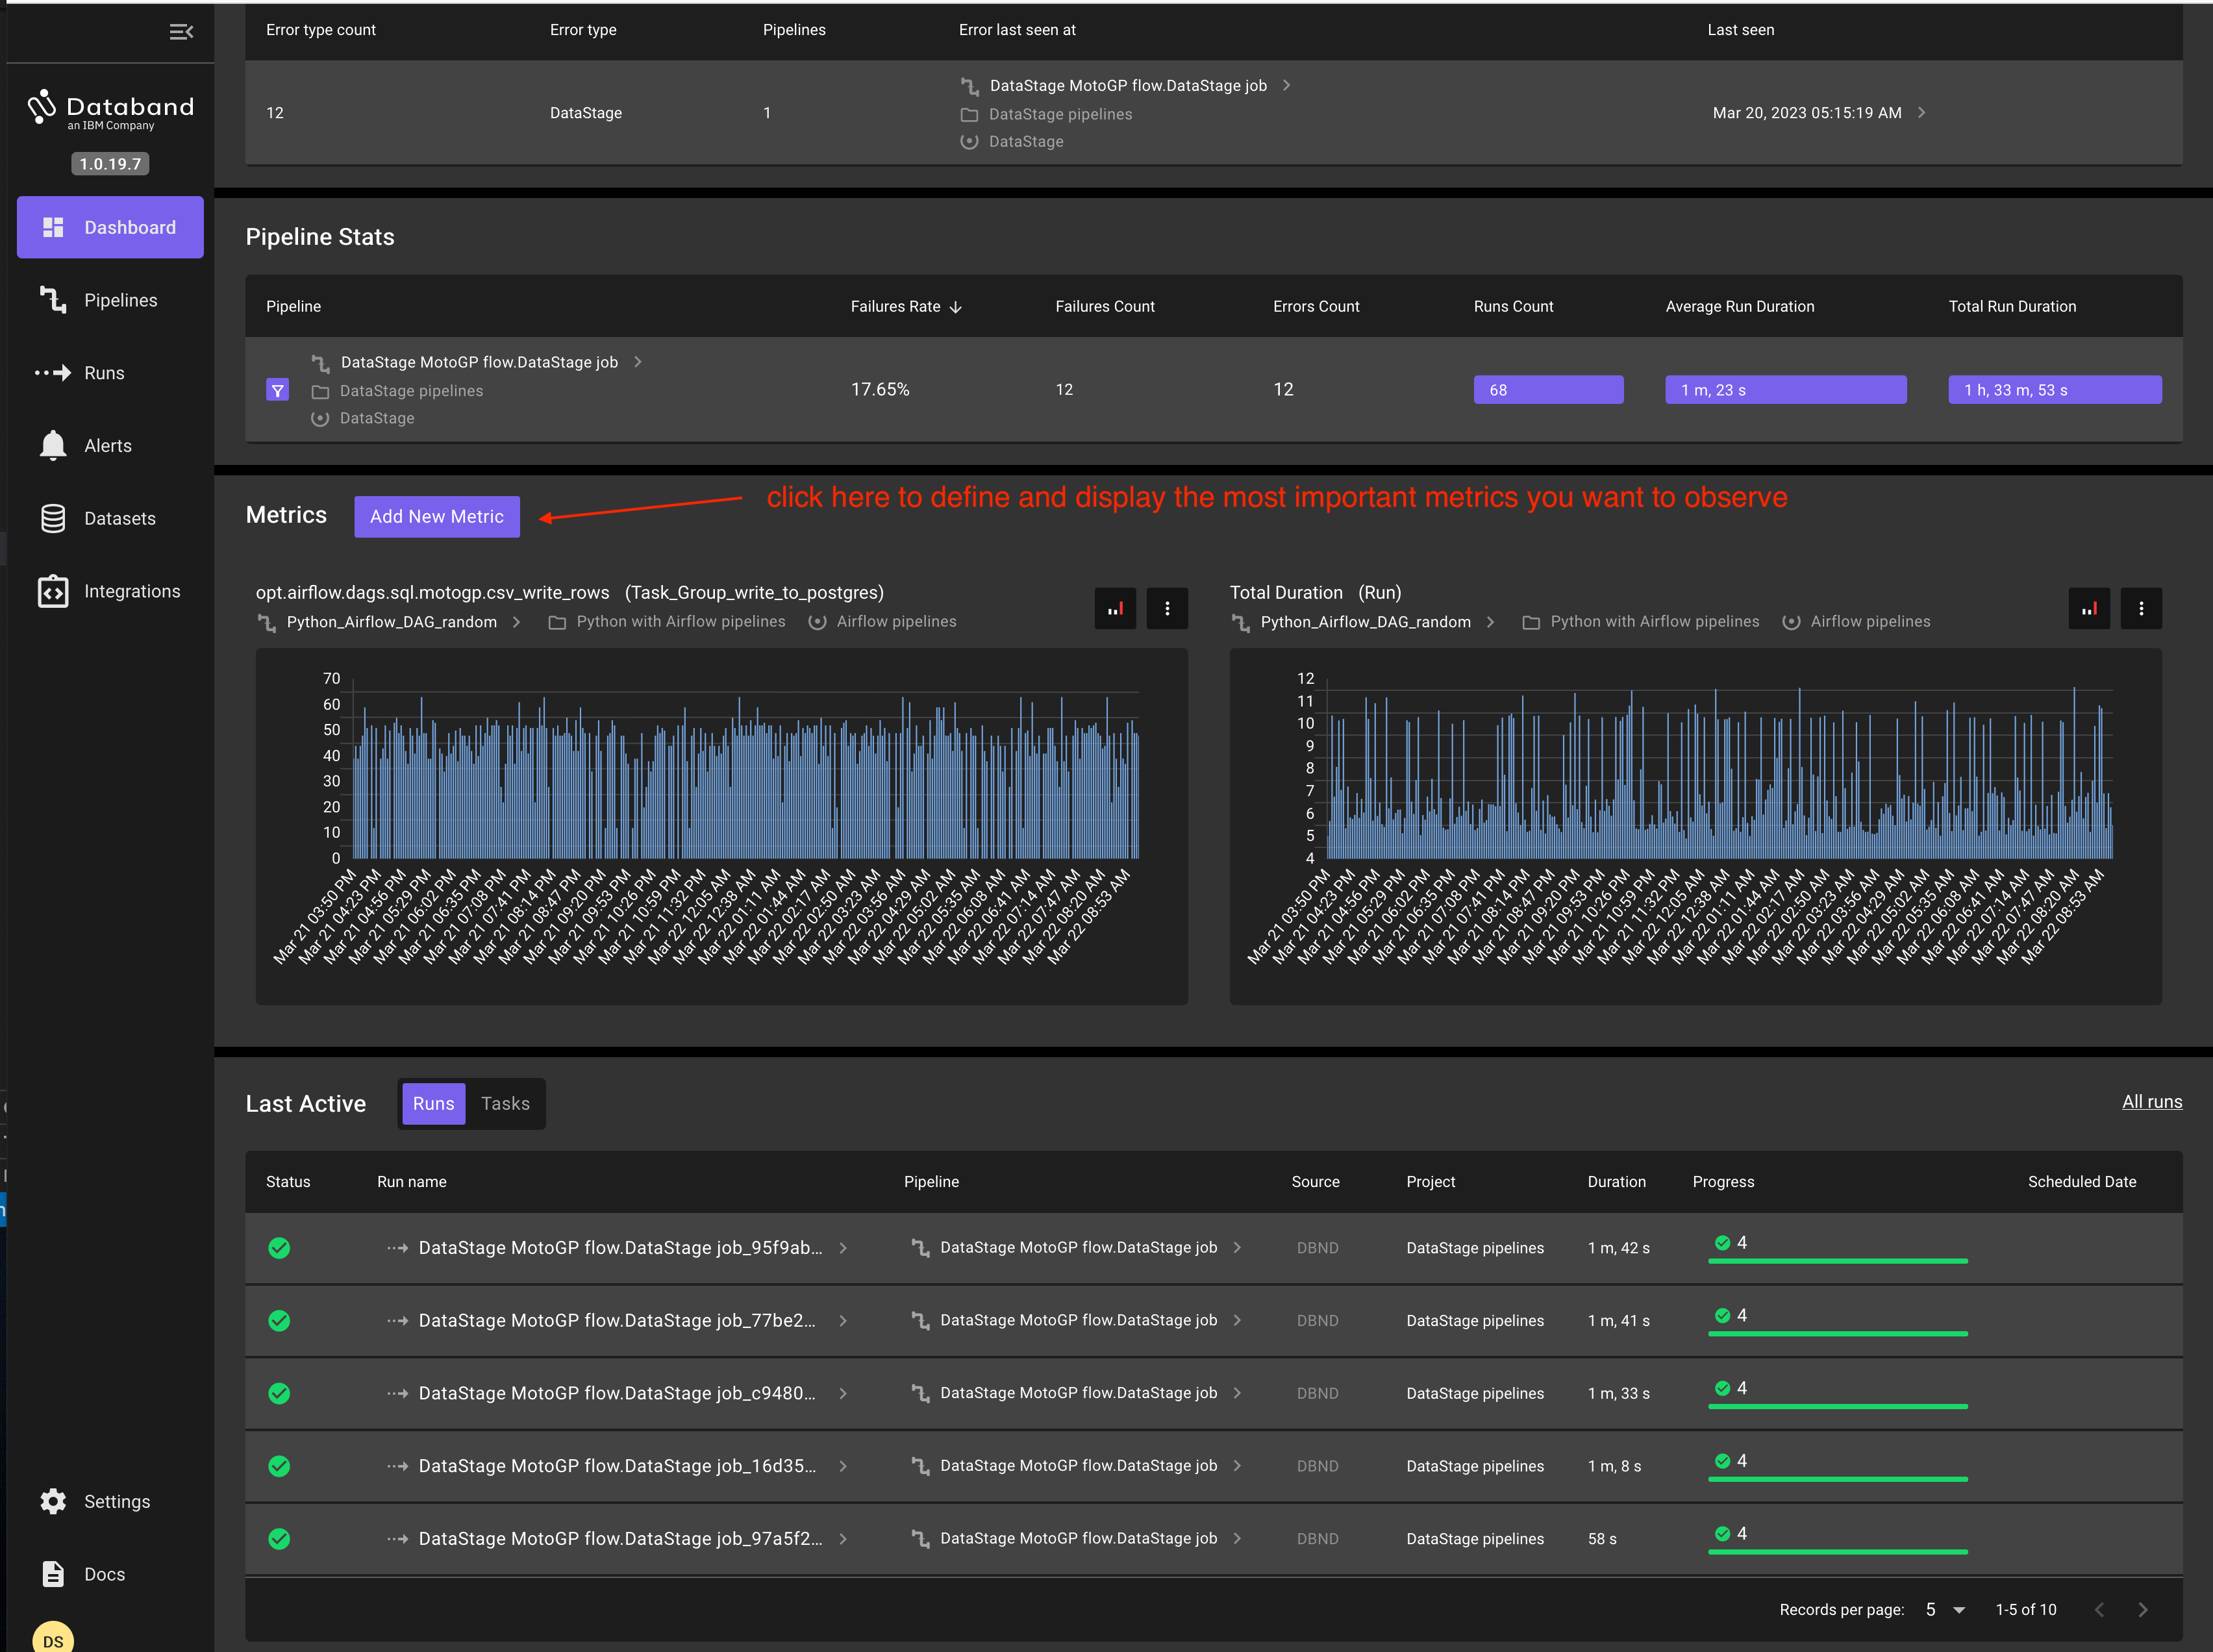 Databand
an IBM Company
1.0.19.7
Dashboard
Pipelines
Runs
Alerts
Datasets
Integrations
Settings
Docs
DS
Error type count Error type Pipelines Error last seen at Last seen
12 DataStage 1 DataStage MotoGP flow.DataStage job Mar 20, 2023 05:15:19 AM
DataStage pipelines
DataStage
Pipeline Stats
Pipeline Failures Rate Failures Count Errors Count Runs Count Average Run Duration Total Run Duration
DataStage MotoGP flow.DataStage job 17.65% 12 12 68 1 m, 23 s 1 h, 33 m, 53 s
DataStage pipelines
DataStage
Metrics Add New Metric click here to define and display the most important metrics you want to observe
opt.airflow.dags.sql.motogp.csv_write_rows (Task_Group_write_to_postgres)
Python_Airflow_DAG_random Python with Airflow pipelines Airflow pipelines
70
60
50
40
30
20
10
0
Mar 21 03:50 PM
Mar 21 04:23 PM
Mar 21 04:56 PM
Mar 21 05:29 PM
Mar 21 06:02 PM
Mar 21 06:35 PM
Mar 21 07:08 PM
Mar 21 07:41 PM
Mar 21 08:14 PM
Mar 21 08:47 PM
Mar 21 09:20 PM
Mar 21 09:53 PM
Mar 21 10:26 PM
Mar 21 10:59 PM
Mar 21 11:32 PM
Mar 22 12:05 AM
Mar 22 12:38 AM
Mar 22 01:11 AM
Mar 22 01:44 AM
Mar 22 02:17 AM
Mar 22 02:50 AM
Mar 22 03:23 AM
Mar 22 03:56 AM
Mar 22 04:29 AM
Mar 22 05:02 AM
Mar 22 05:35 AM
Mar 22 06:08 AM
Mar 22 06:41 AM
Mar 22 07:14 AM
Mar 22 07:47 AM
Mar 22 08:20 AM
Mar 22 08:53 AM
Total Duration (Run)
Python_Airflow_DAG_random Python with Airflow pipelines Airflow pipelines
12
11
10
9
8
7
6
5
4
Mar 21 03:50 PM
Mar 21 04:23 PM
Mar 21 04:56 PM
Mar 21 05:29 PM
Mar 21 06:02 PM
Mar 21 06:35 PM
Mar 21 07:08 PM
Mar 21 07:41 PM
Mar 21 08:14 PM
Mar 21 08:47 PM
Mar 21 09:20 PM
Mar 21 09:53 PM
Mar 21 10:26 PM
Mar 21 10:59 PM
Mar 21 11:32 PM
Mar 22 12:05 AM
Mar 22 12:38 AM
Mar 22 01:11 AM
Mar 22 01:44 AM
Mar 22 02:17 AM
Mar 22 02:50 AM
Mar 22 03:23 AM
Mar 22 03:56 AM
Mar 22 04:29 AM
Mar 22 05:02 AM
Mar 22 05:35 AM
Mar 22 06:08 AM
Mar 22 06:41 AM
Mar 22 07:14 AM
Mar 22 07:47 AM
Mar 22 08:20 AM
Mar 22 08:53 AM
Last Active Runs Tasks All runs
Status Run name Pipeline Source Project Duration Progress Scheduled Date
DataStage MotoGP flow.DataStage job_95f9ab... DataStage MotoGP flow.DataStage job DBND DataStage pipelines 1 m, 42 s 4
DataStage MotoGP flow.DataStage job_77be2... DataStage MotoGP flow.DataStage job DBND DataStage pipelines 1 m, 41 s 4
DataStage MotoGP flow.DataStage job_c9480... DataStage MotoGP flow.DataStage job DBND DataStage pipelines 1 m, 33 s 4
DataStage MotoGP flow.DataStage job_16d35... DataStage MotoGP flow.DataStage job DBND DataStage pipelines 1 m, 8 s 4
DataStage MotoGP flow.DataStage job_97a5f2... DataStage MotoGP flow.DataStage job DBND DataStage pipelines 58 s 4
Records per page: 5 1-5 of 10